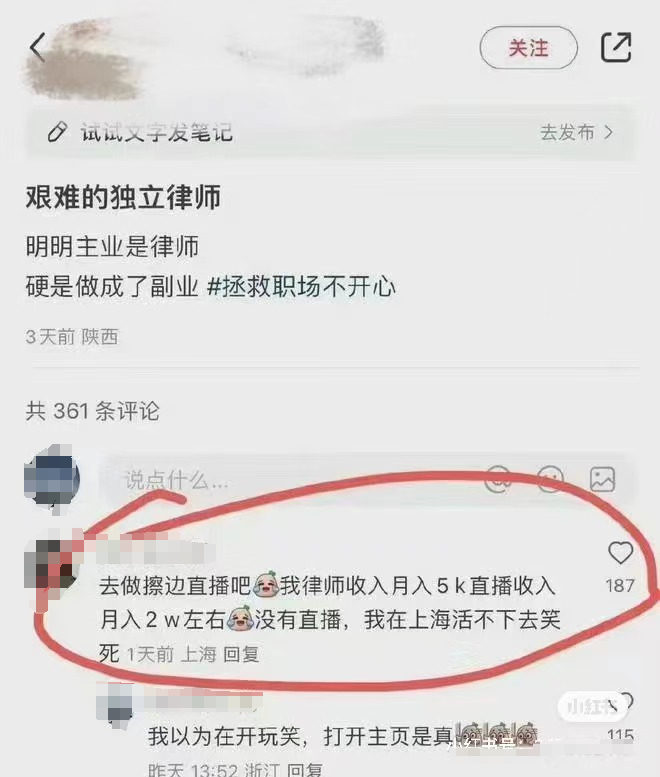 关注
试试文字发笔记
去发布
艰难的独立律师
明明主业是律师
硬是做成了副业 #拯救职场不开心
3天前 陕西
共 361 条评论
说点什么...
去做擦边直播吧我律师收入月入5k直播收入
187
月入2w左右没有直播，我在上海活不下去笑
死 1天前 上海 回复
小红书
我以为在开玩笑，打开主页是真
115
昨天 13:52 浙江 回复